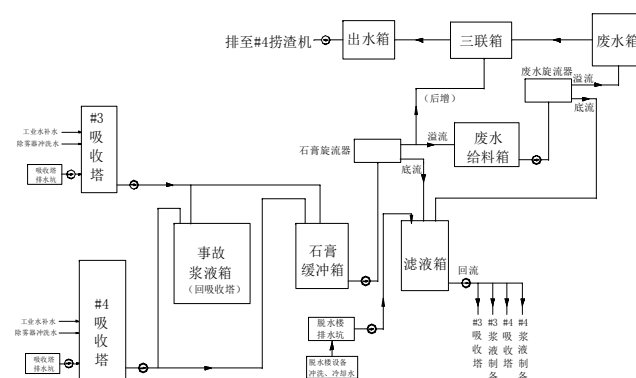 排至#4捞渣机
出水箱
三联箱
废水箱
废水旋流器
溢流
底流
（后增）
#3
吸
收
塔
工业水补水
除雾器冲洗水
吸收塔
排水坑
石膏旋流器
溢流
底流
废水
给料箱
事故
浆液箱
（回吸收塔）
石膏
缓冲箱
滤液箱
回流
#4
吸
收
塔
工业水补水
除雾器冲洗水
吸收塔
排水坑
脱水楼
排水坑
脱水楼设备
冲洗、冷却水
#3吸收塔
#3浆液制备
#4吸收塔
#4浆液制备